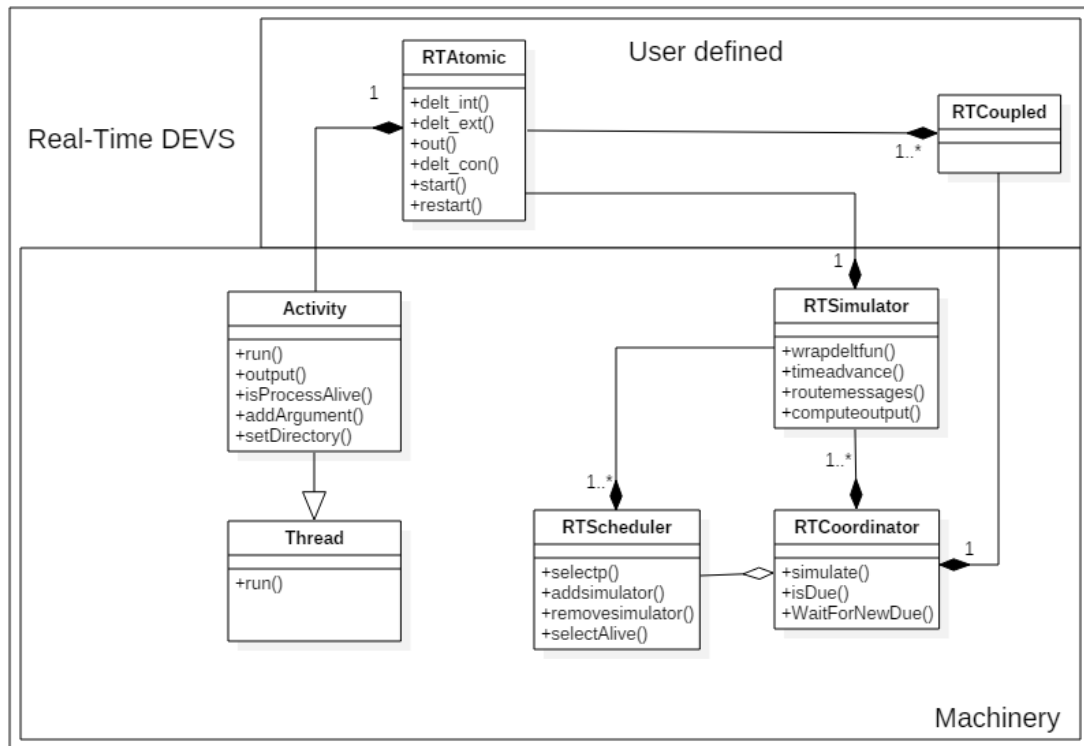 User defined
Real-Time DEVS
RTAtomic
+delt_int()
+delt_ext()
+out()
+delt_con()
+start()
+restart()
1
RTCoupled
1..*
1
Activity
+run()
+output()
+isProcessAlive()
+addArgument()
+setDirectory()
RTSimulator
+wrapdeltfun()
+timeadvance()
+routemessages()
+computeoutput()
1..*
1..*
Thread
+run()
RTScheduler
+selectp()
+addsimulator()
+removesimulator()
+selectAlive()
RTCoordinator
+simulate()
+isDue()
+WaitForNewDue()
1
Machinery